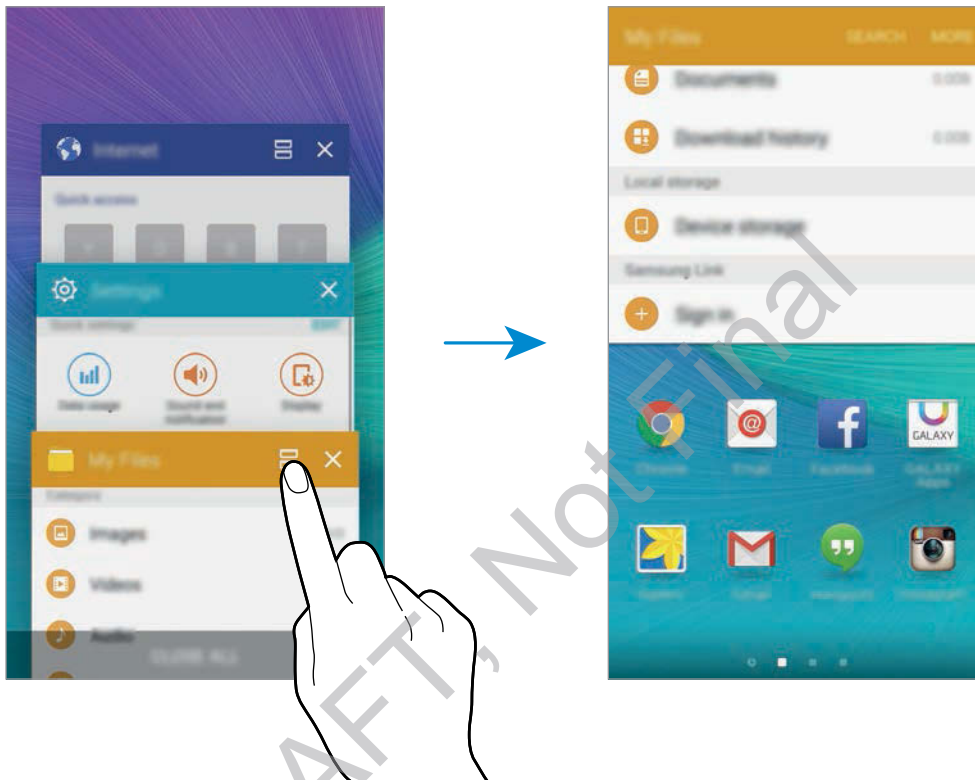 Internet
Quick access
Settings
Quick settings
EDIT
Data usage
Sound and notification
Display
My Files
Category
Images
Videos
Audio
CLOSE ALL
My Files SEARCH MORE
Documents
Download history
Local storage
Device storage
Samsung Link
Sign in
GALAXY
Chrome Email Facebook GALAXY Apps
Gallery Gmail Hangouts Instagram
AFT, Not Final